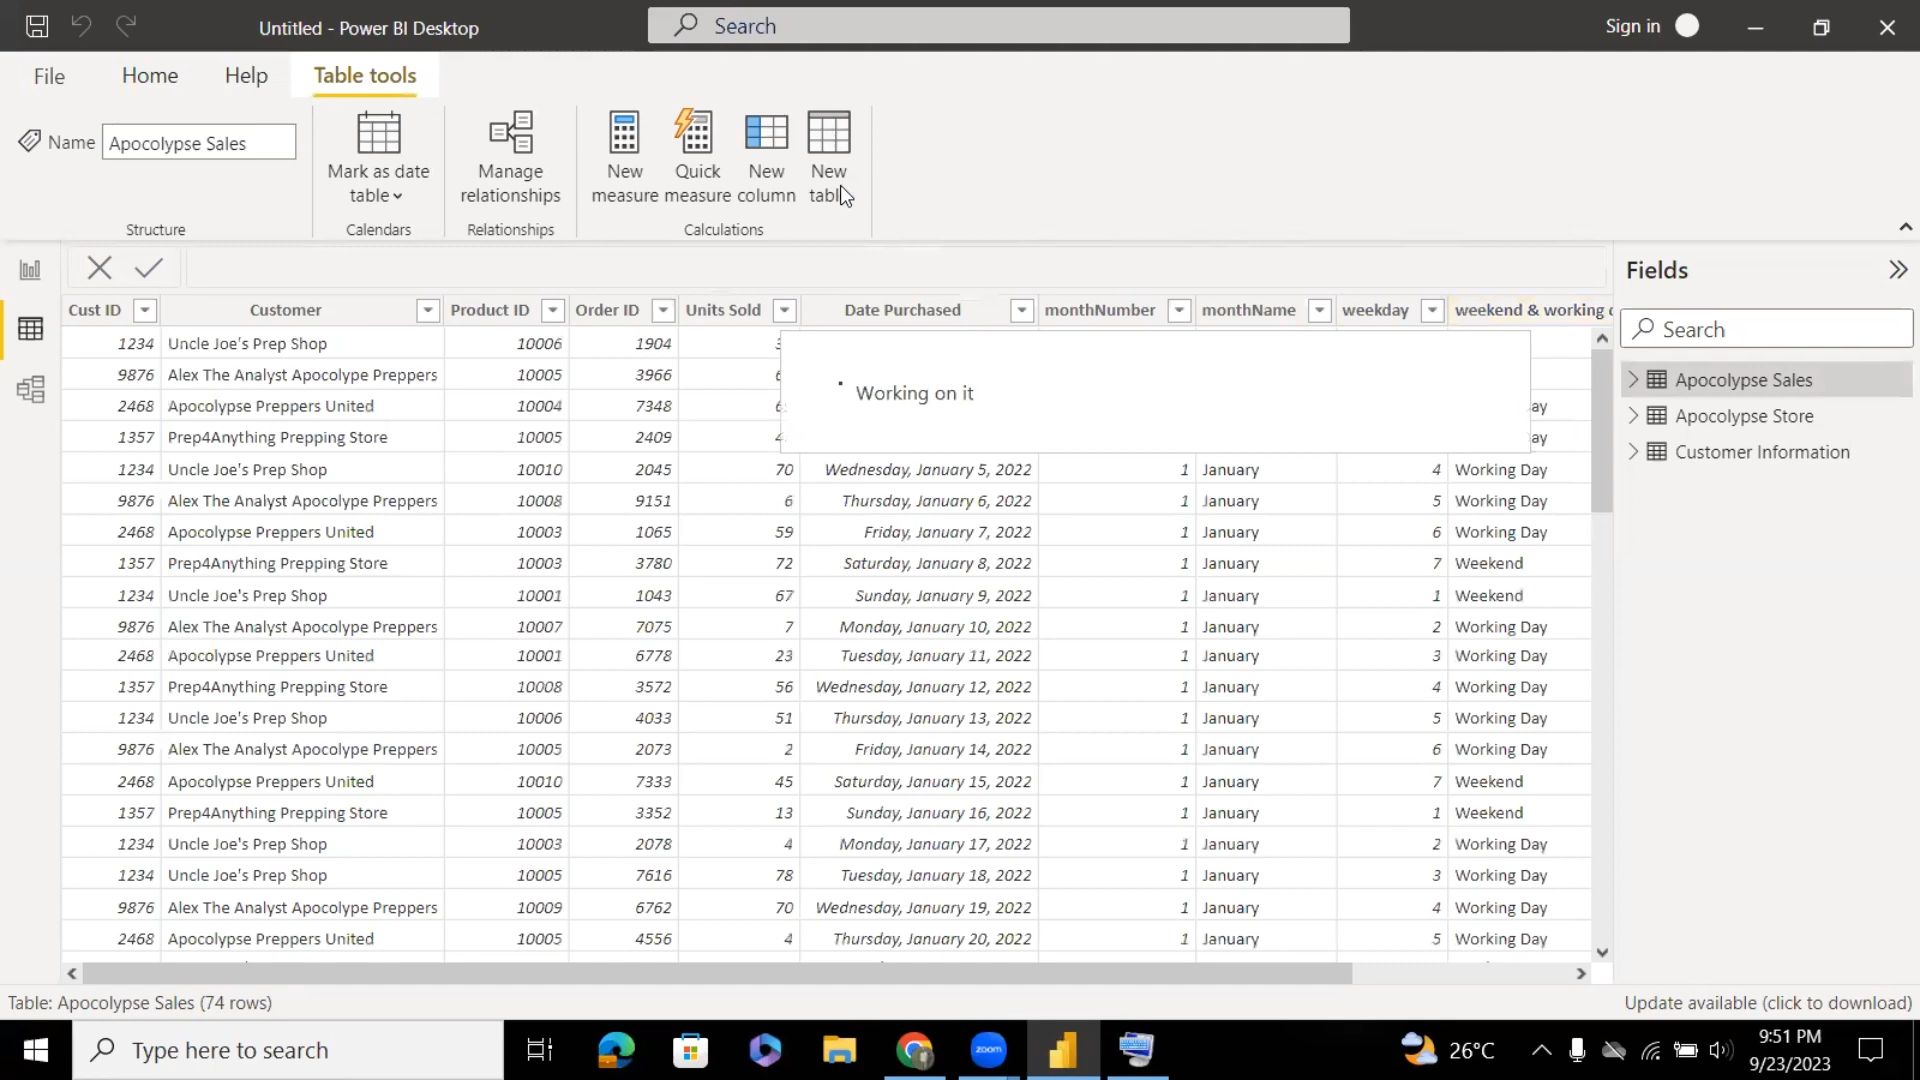 Untitled - Power BI Desktop
Search
Sign in
File
Home
Help
Table tools
Name
Apocolypse Sales
Mark as date
table
Manage
relationships
New
measure
Quick
measure
New
column
New
table
Structure
Calendars
Relationships
Calculations
Cust ID Customer Product ID Order ID Units Sold Date Purchased monthNumber monthName weekday weekend & working
1234 Uncle Joe's Prep Shop 10006 1904
9876 Alex The Analyst Apocolype Preppers 10005 3966
2468 Apocolypse Preppers United 10004 7348 ay
1357 Prep4Anything Prepping Store 10005 2409 ay
Working on it
1234 Uncle Joe's Prep Shop 10010 2045 70 Wednesday, January 5, 2022 1 January 4 Working Day
9876 Alex The Analyst Apocolype Preppers 10008 9151 6 Thursday, January 6, 2022 1 January 5 Working Day
2468 Apocolypse Preppers United 10003 1065 59 Friday, January 7, 2022 1 January 6 Working Day
1357 Prep4Anything Prepping Store 10003 3780 72 Saturday, January 8, 2022 1 January 7 Weekend
1234 Uncle Joe's Prep Shop 10001 1043 67 Sunday, January 9, 2022 1 January 1 Weekend
9876 Alex The Analyst Apocolype Preppers 10007 7075 7 Monday, January 10, 2022 1 January 2 Working Day
2468 Apocolypse Preppers United 10001 6778 23 Tuesday, January 11, 2022 1 January 3 Working Day
1357 Prep4Anything Prepping Store 10008 3572 56 Wednesday, January 12, 2022 1 January 4 Working Day
1234 Uncle Joe's Prep Shop 10006 4033 51 Thursday, January 13, 2022 1 January 5 Working Day
9876 Alex The Analyst Apocolype Preppers 10005 2073 2 Friday, January 14, 2022 1 January 6 Working Day
2468 Apocolypse Preppers United 10010 7333 45 Saturday, January 15, 2022 1 January 7 Weekend
1357 Prep4Anything Prepping Store 10005 3352 13 Sunday, January 16, 2022 1 January 1 Weekend
1234 Uncle Joe's Prep Shop 10003 2078 4 Monday, January 17, 2022 1 January 2 Working Day
1234 Uncle Joe's Prep Shop 10005 7616 78 Tuesday, January 18, 2022 1 January 3 Working Day
9876 Alex The Analyst Apocolype Preppers 10009 6762 70 Wednesday, January 19, 2022 1 January 4 Working Day
2468 Apocolypse Preppers United 10005 4556 4 Thursday, January 20, 2022 1 January 5 Working Day
Fields
Search
Apocolypse Sales
Apocolypse Store
Customer Information
Table: Apocolypse Sales (74 rows)
Update available (click to download)
Type here to search
zoom
26°C
9:51 PM
9/23/2023